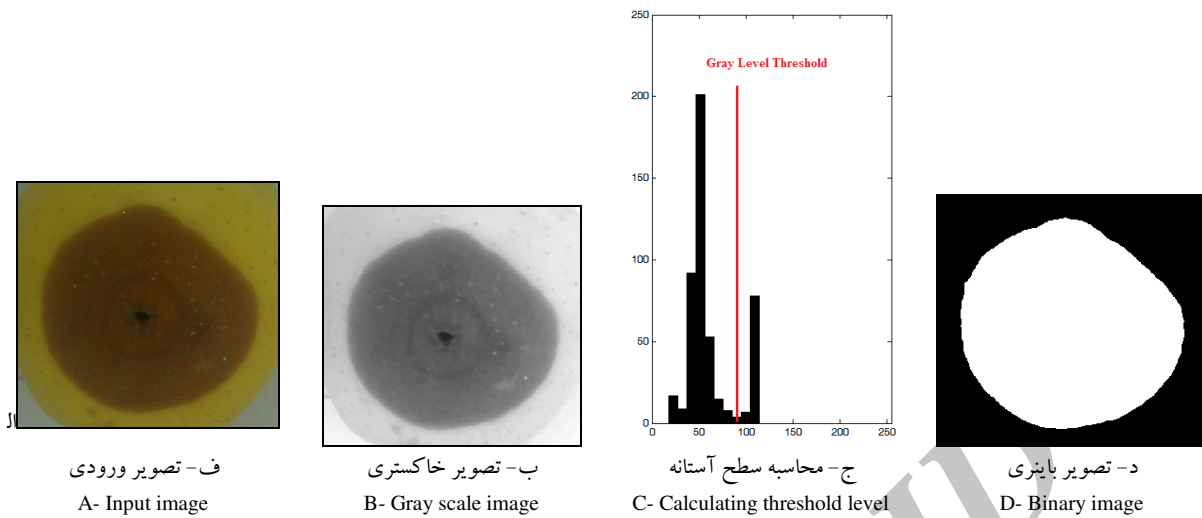 250
Gray Level Threshold
200
150
100
50
0
0 50 100 150 200 250
ال
ف- تصویر ورودی
A- Input image
ب- تصویر خاکستری
B- Gray scale image
ج- محاسبه سطح آستانه
C- Calculating threshold level
د- تصویر باینری
D- Binary image